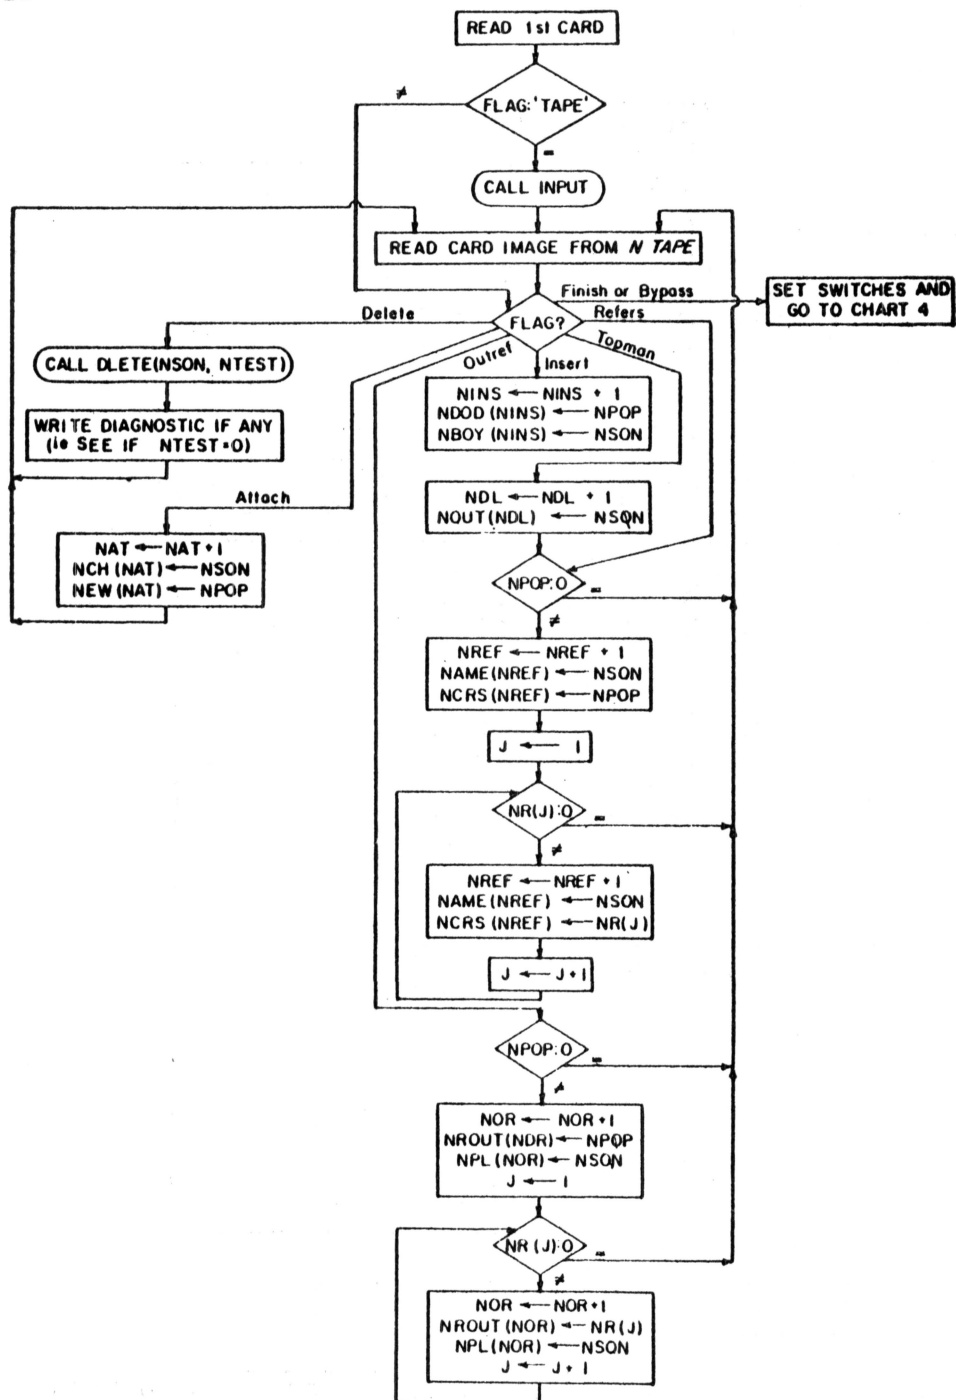 READ 1st CARD
≠
FLAG:'TAPE'
=
CALL INPUT
READ CARD IMAGE FROM N TAPE
Finish or Bypass
SET SWITCHES AND
GO TO CHART 4
Delete
FLAG?
Refers
Outref
Topman
Insert
CALL DLETE(NSON, NTEST)
NINS ← NINS + 1
NDOD (NINS) ← NPOP
NBOY (NINS) ← NSON
WRITE DIAGNOSTIC IF ANY
(ie SEE IF NTEST=0)
NDL ← NDL + 1
NOUT(NDL) ← NSON
Attach
NAT ← NAT+1
NCH (NAT) ← NSON
NEW (NAT) ← NPOP
NPOP:0
=
≠
NREF ← NREF + 1
NAME(NREF) ← NSON
NCRS (NREF) ← NPOP
J ← 1
NR(J):0
=
≠
NREF ← NREF +1
NAME (NREF) ← NSON
NCRS (NREF) ← NR(J)
J ← J+1
NPOP:0
=
≠
NOR ← NOR+1
NROUT(NDR) ← NPOP
NPL (NOR) ← NSON
J ← 1
NR (J):0
=
≠
NOR ← NOR+1
NROUT (NOR) ← NR(J)
NPL(NOR) ← NSON
J ← J + 1